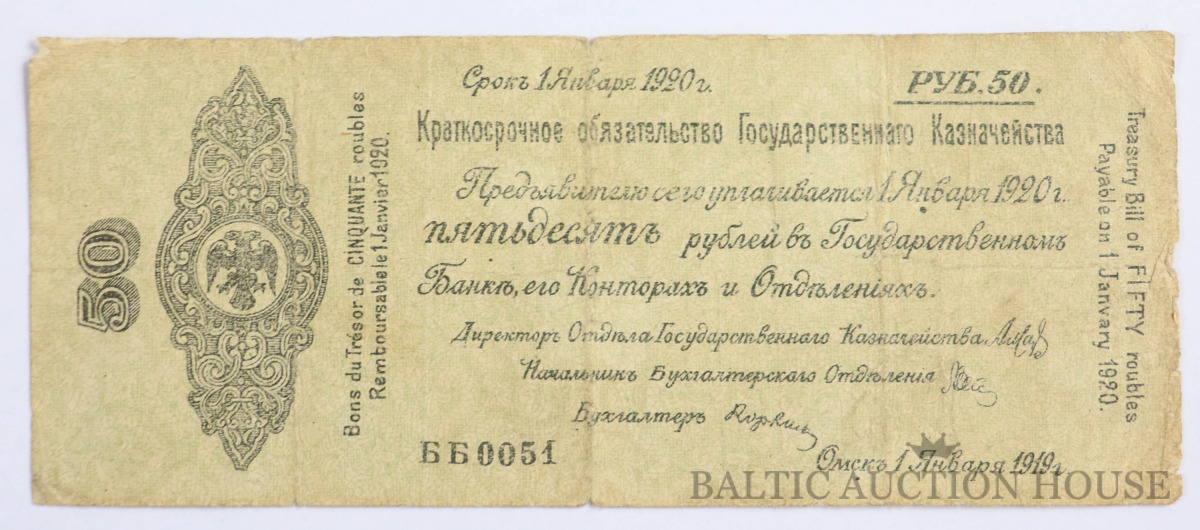 50
Bons du Trésor de CINQUANTE roubles
Remboursable le 1 Janvier 1920.
Срокъ 1 Января 1920 г.
РУБ. 50.
Краткосрочное обязательство Государственнаго Казначейства
Предъявителю сего уплачивается 1 Января 1920 г.
пятьдесятъ рублей въ Государственномъ
Банкѣ, его Конторахъ и Отдѣленіяхъ.
Директоръ Отдѣла Государственнаго Казначейства
Начальникъ Бухгалтерскаго Отдѣленія
Бухгалтеръ
ББ0051
Омскъ 1 Января 1919 г.
Treasury Bill of FIFTY roubles
Payable on 1 Janvary 1920.
BALTIC AUCTION HOUSE